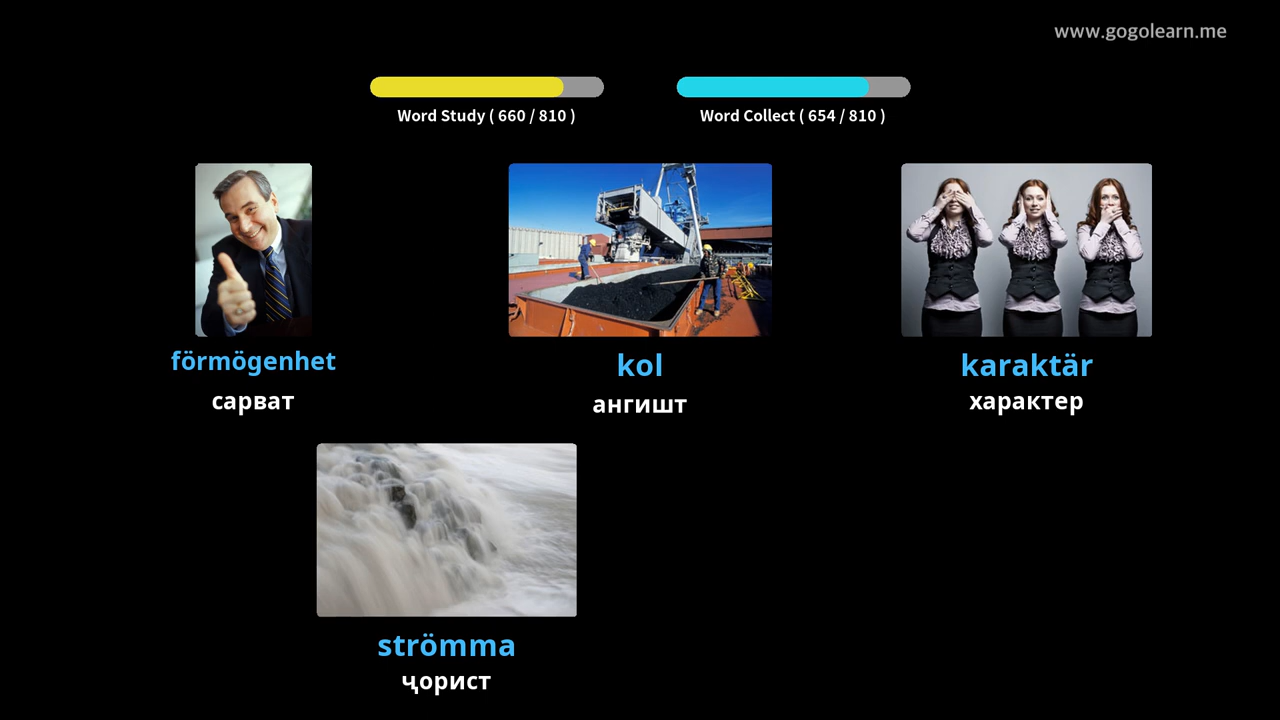 www.gogolearn.me
Word Study ( 660 / 810 )
Word Collect ( 654 / 810 )
förmögenhet
сарват
kol
ангишт
karaktär
характер
strömma
ҷорист